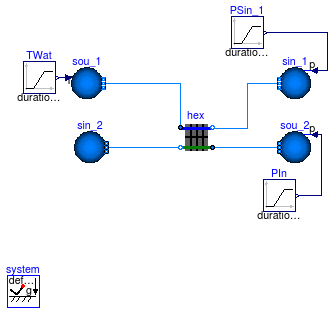 PSin_1
duratio...
p
TWat
duratio...
sou_1
sin_1
sin_2
hex
sou_2
p
PIn
duratio...
system
def...
g